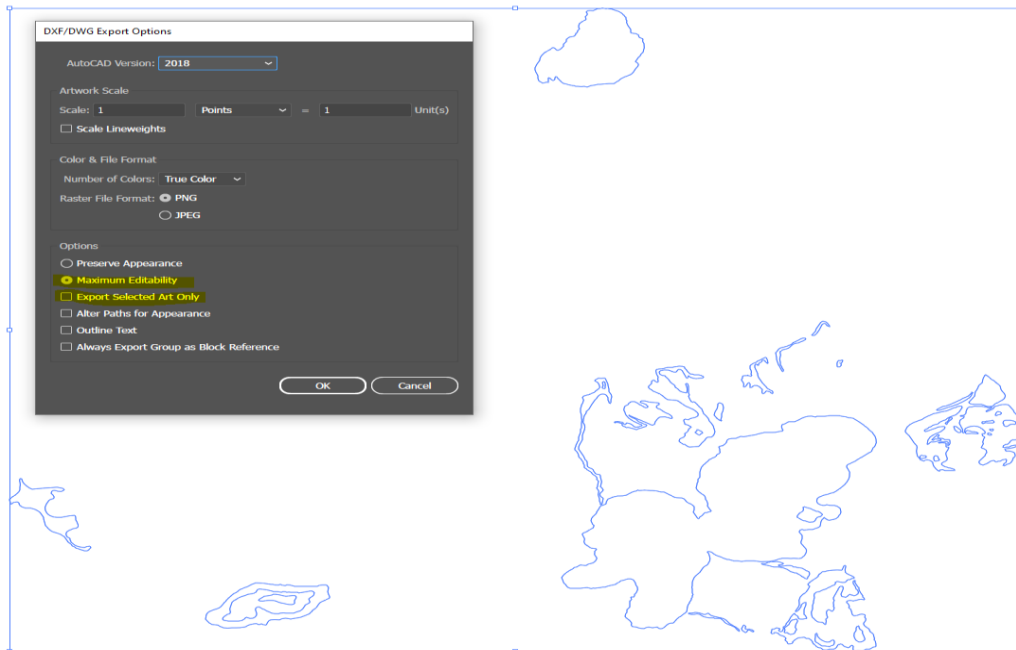 DXF/DWG Export Options
AutoCAD Version: 2018
Artwork Scale
Scale: 1 Points = 1 Unit(s)
Scale Lineweights
Color & File Format
Number of Colors: True Color
Raster File Format: PNG
JPEG
Options
Preserve Appearance
Maximum Editability
Export Selected Art Only
Alter Paths for Appearance
Outline Text
Always Export Group as Block Reference
OK Cancel